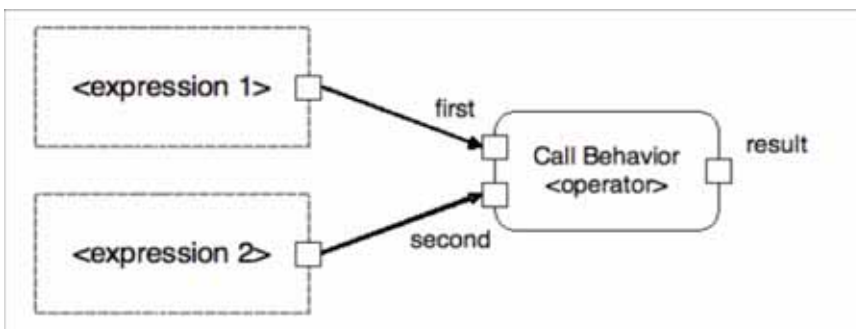 <expression 1>
first
Call Behavior
<operator>
result
second
<expression 2>